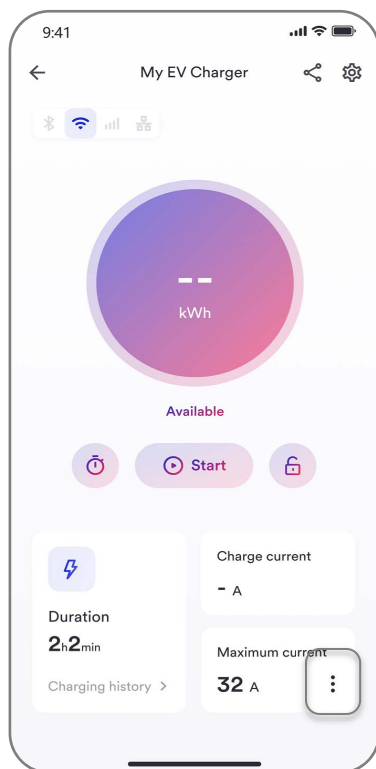 9:41
My EV Charger
--
kWh
Available
Start
Duration
2h2min
Charging history >
Charge current
- A
Maximum current
32 A